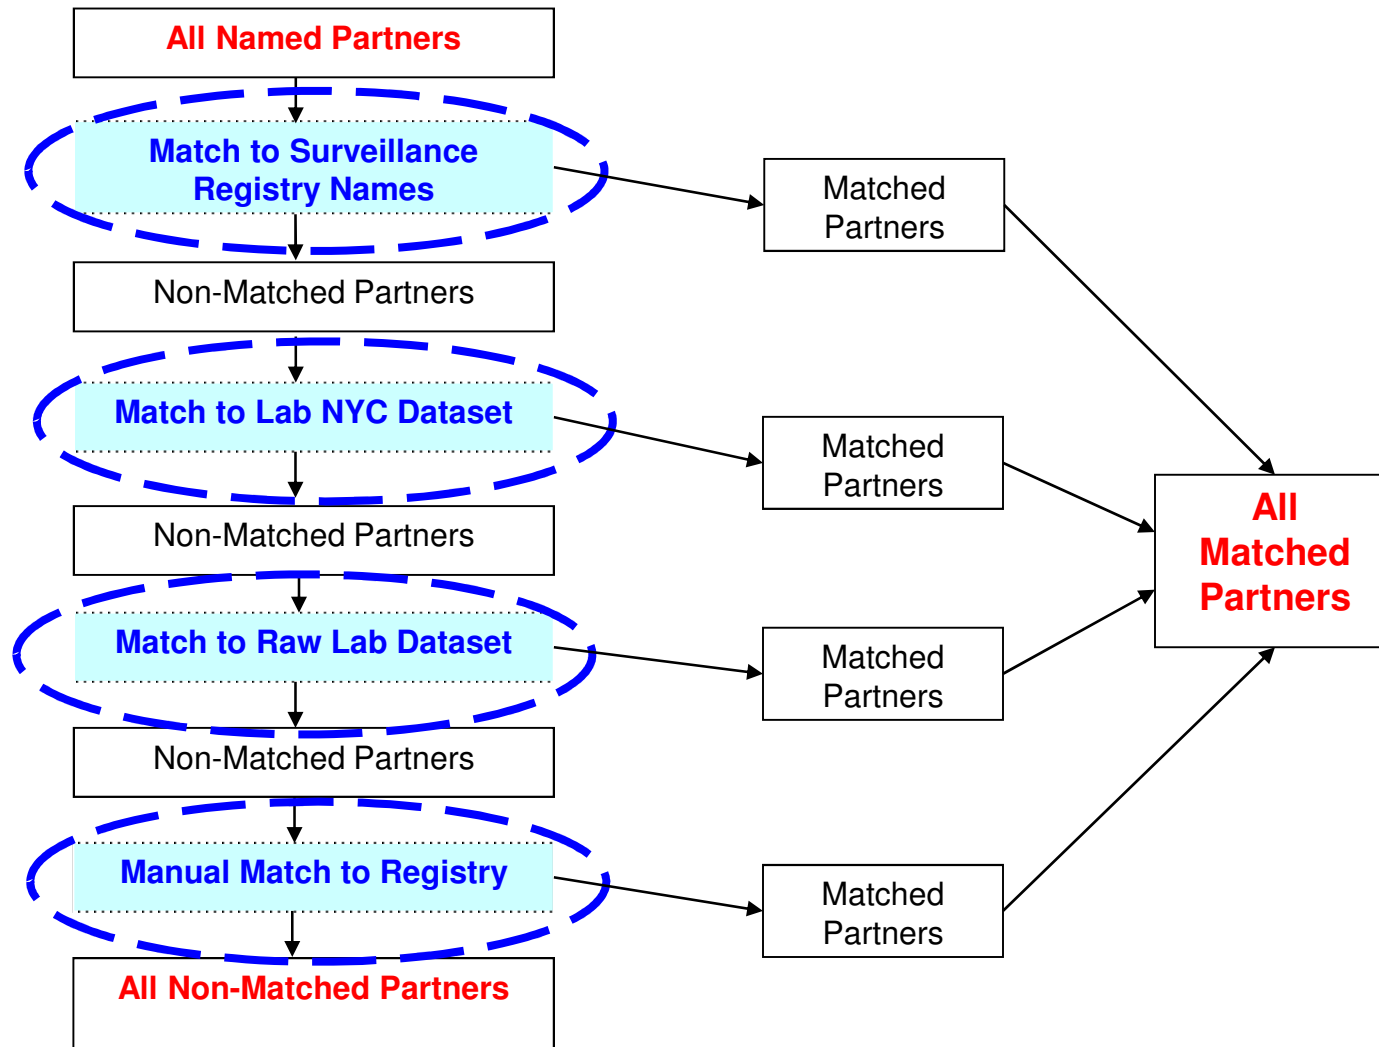 All Named Partners
Match to Surveillance
Registry Names
Matched
Partners
Non-Matched Partners
Match to Lab NYC Dataset
Matched
Partners
Non-Matched Partners
All
Matched
Partners
Match to Raw Lab Dataset
Matched
Partners
Non-Matched Partners
Manual Match to Registry
Matched
Partners
All Non-Matched Partners